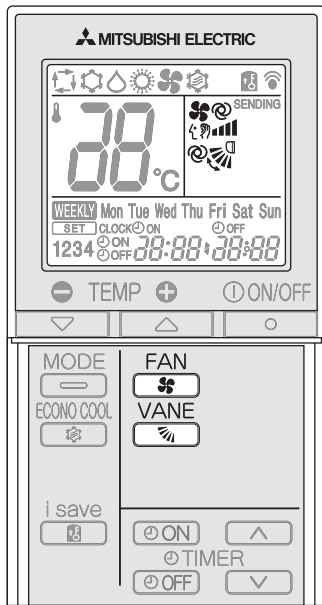 MITSUBISHI ELECTRIC
SENDING
88 °C
WEEKLY Mon Tue Wed Thu Fri Sat Sun
SET CLOCK ON OFF
1234 ON 88:88 88:88
OFF
TEMP ON/OFF
MODE FAN
ECONO COOL VANE
i save
ON
TIMER
OFF